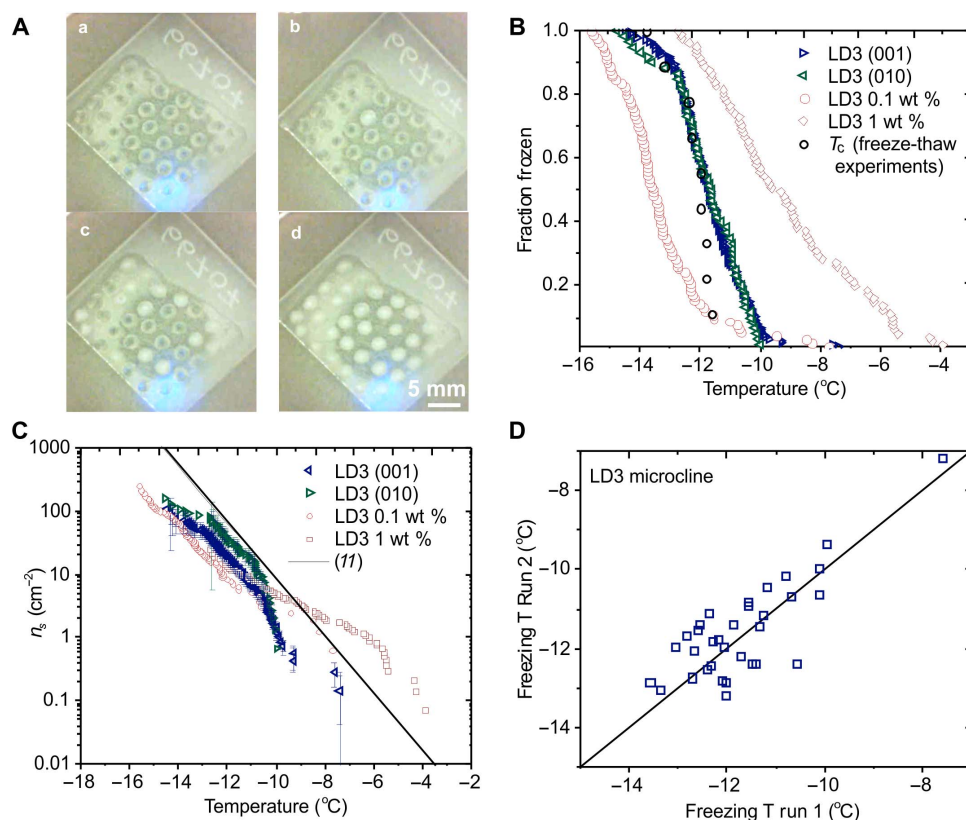 A
a
b
c
d
5 mm
B
Fraction frozen
1.0
0.8
0.6
0.4
0.2
−16 −14 −12 −10 −8 −6 −4
Temperature (°C)
LD3 (001)
LD3 (010)
LD3 0.1 wt %
LD3 1 wt %
Tc (freeze-thaw
experiments)
C
ns (cm−2)
1000
100
10
1
0.1
0.01
−16 −14 −12 −10 −8 −6 −4 −2
Temperature (°C)
LD3 (001)
LD3 (010)
LD3 0.1 wt %
LD3 1 wt %
(11)
D
LD3 microcline
Freezing T Run 2 (°C)
−8
−10
−12
−14
−14 −12 −10 −8
Freezing T run 1 (°C)